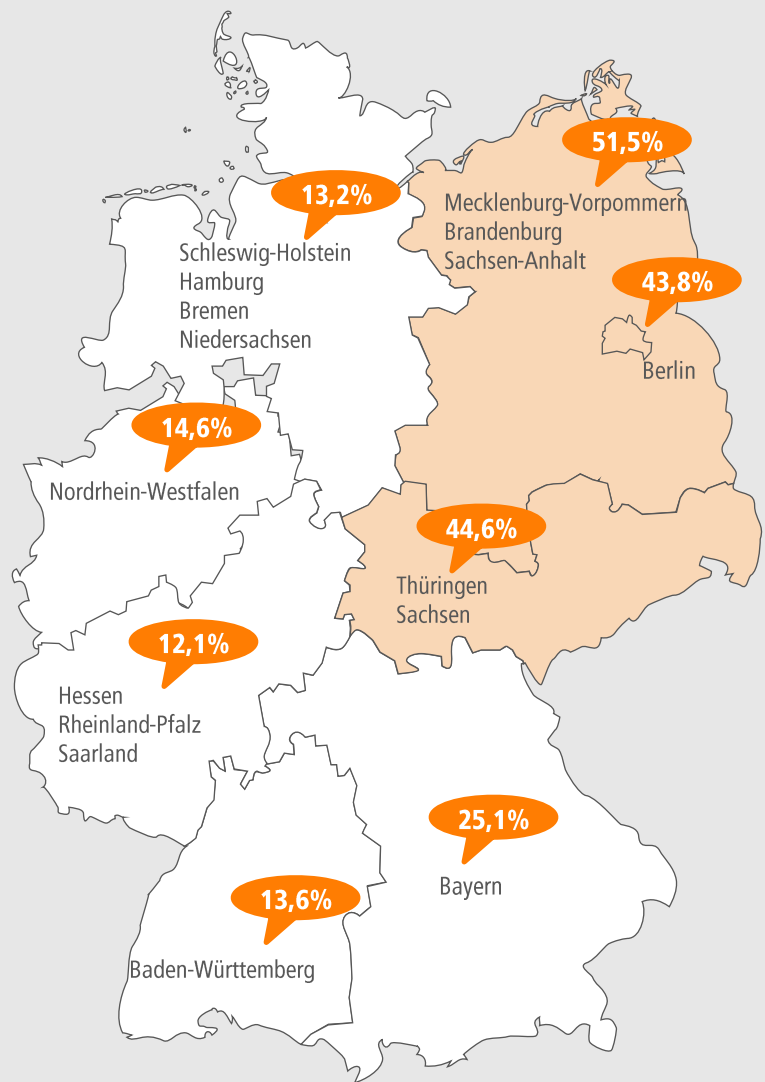 51,5%
Mecklenburg-Vorpommern
Brandenburg
Sachsen-Anhalt
13,2%
Schleswig-Holstein
Hamburg
Bremen
Niedersachsen
43,8%
Berlin
14,6%
Nordrhein-Westfalen
44,6%
Thüringen
Sachsen
12,1%
Hessen
Rheinland-Pfalz
Saarland
25,1%
Bayern
13,6%
Baden-Württemberg